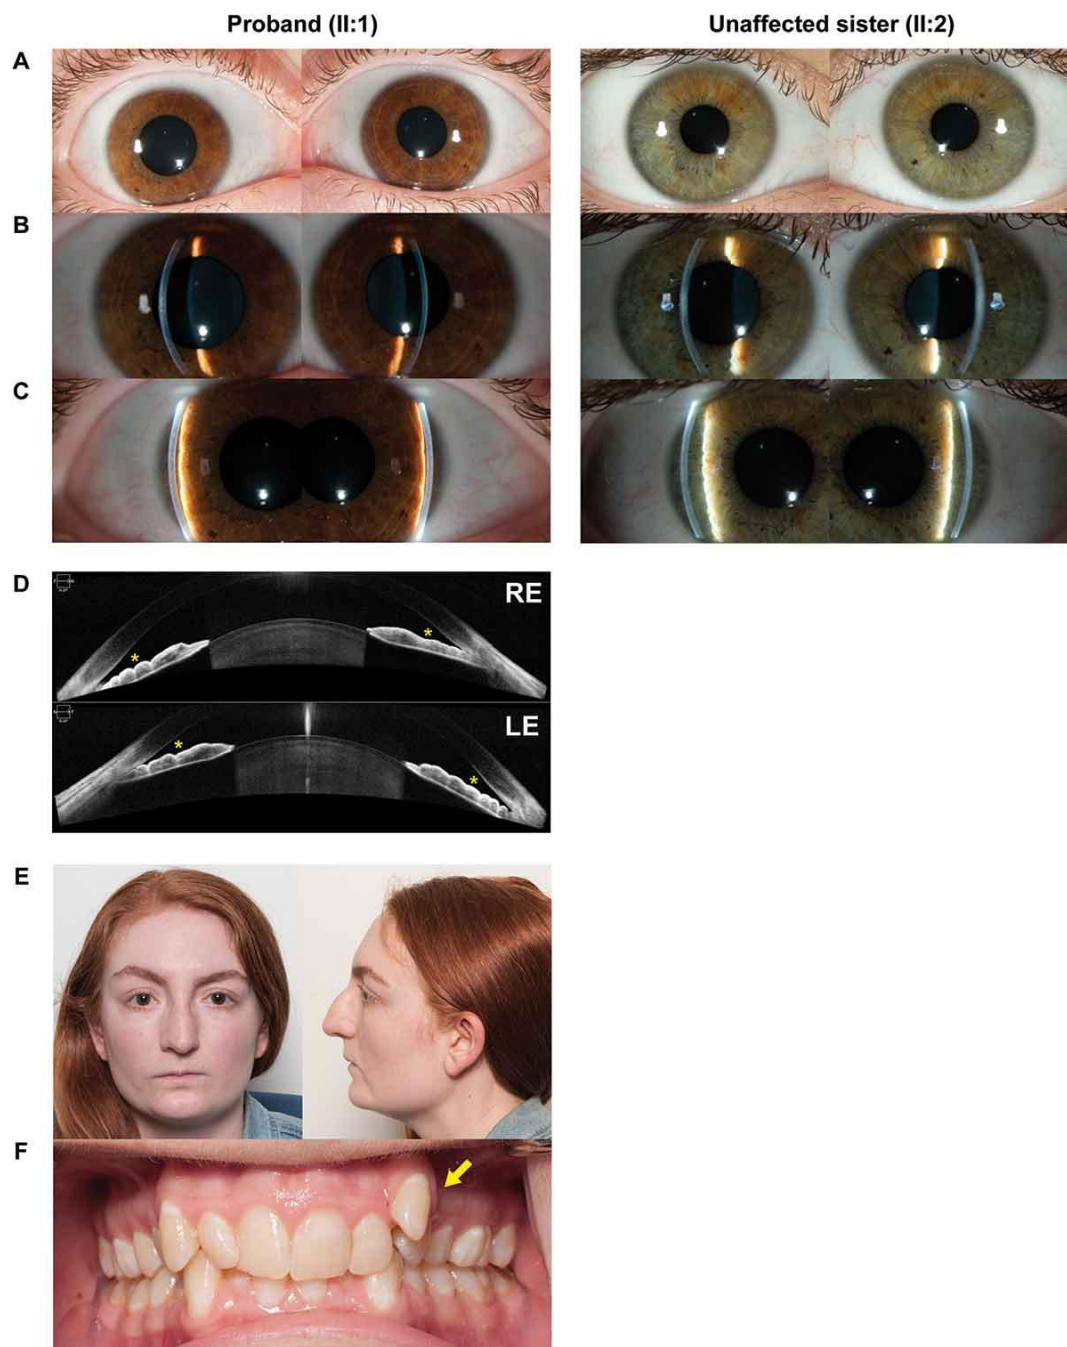 Proband (II:1)
Unaffected sister (II:2)
A
B
C
D
RE
*
*
LE
*
*
E
F